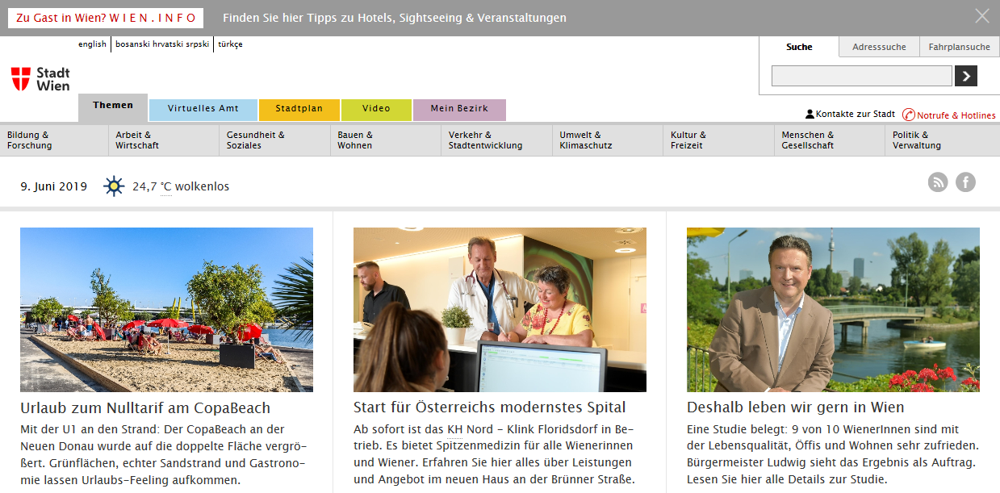 Zu Gast in Wien? W I E N . I N F O
Finden Sie hier Tipps zu Hotels, Sightseeing & Veranstaltungen
english
bosanski hrvatski srpski
türkçe
Suche
Adresssuche
Fahrplansuche
Stadt
Wien
Themen
Virtuelles Amt
Stadtplan
Video
Mein Bezirk
Kontakte zur Stadt
Notrufe & Hotlines
Bildung &
Forschung
Arbeit &
Wirtschaft
Gesundheit &
Soziales
Bauen &
Wohnen
Verkehr &
Stadtentwicklung
Umwelt &
Klimaschutz
Kultur &
Freizeit
Menschen &
Gesellschaft
Politik &
Verwaltung
9. Juni 2019
24,7 °C wolkenlos
Urlaub zum Nulltarif am CopaBeach
Mit der U1 an den Strand: Der CopaBeach an der
Neuen Donau wurde auf die doppelte Fläche vergrö-
ßert. Grünflächen, echter Sandstrand und Gastrono-
mie lassen Urlaubs-Feeling aufkommen.
Start für Österreichs modernstes Spital
Ab sofort ist das KH Nord - Klink Floridsdorf in Be-
trieb. Es bietet Spitzenmedizin für alle Wienerinnen
und Wiener. Erfahren Sie hier alles über Leistungen
und Angebot im neuen Haus an der Brünner Straße.
Deshalb leben wir gern in Wien
Eine Studie belegt: 9 von 10 WienerInnen sind mit
der Lebensqualität, Öffis und Wohnen sehr zufrieden.
Bürgermeister Ludwig sieht das Ergebnis als Auftrag.
Lesen Sie hier alle Details zur Studie.